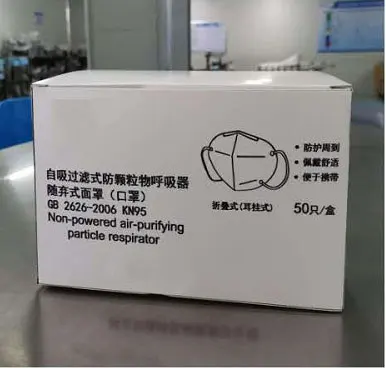 自吸过滤式防颗粒物呼吸器
随弃式面罩（口罩）
GB 2626-2006 KN95
Non-powered air-purifying
particle respirator
• 防护周到
• 佩戴舒适
• 便于携带
折叠式(耳挂式)
50只/盒